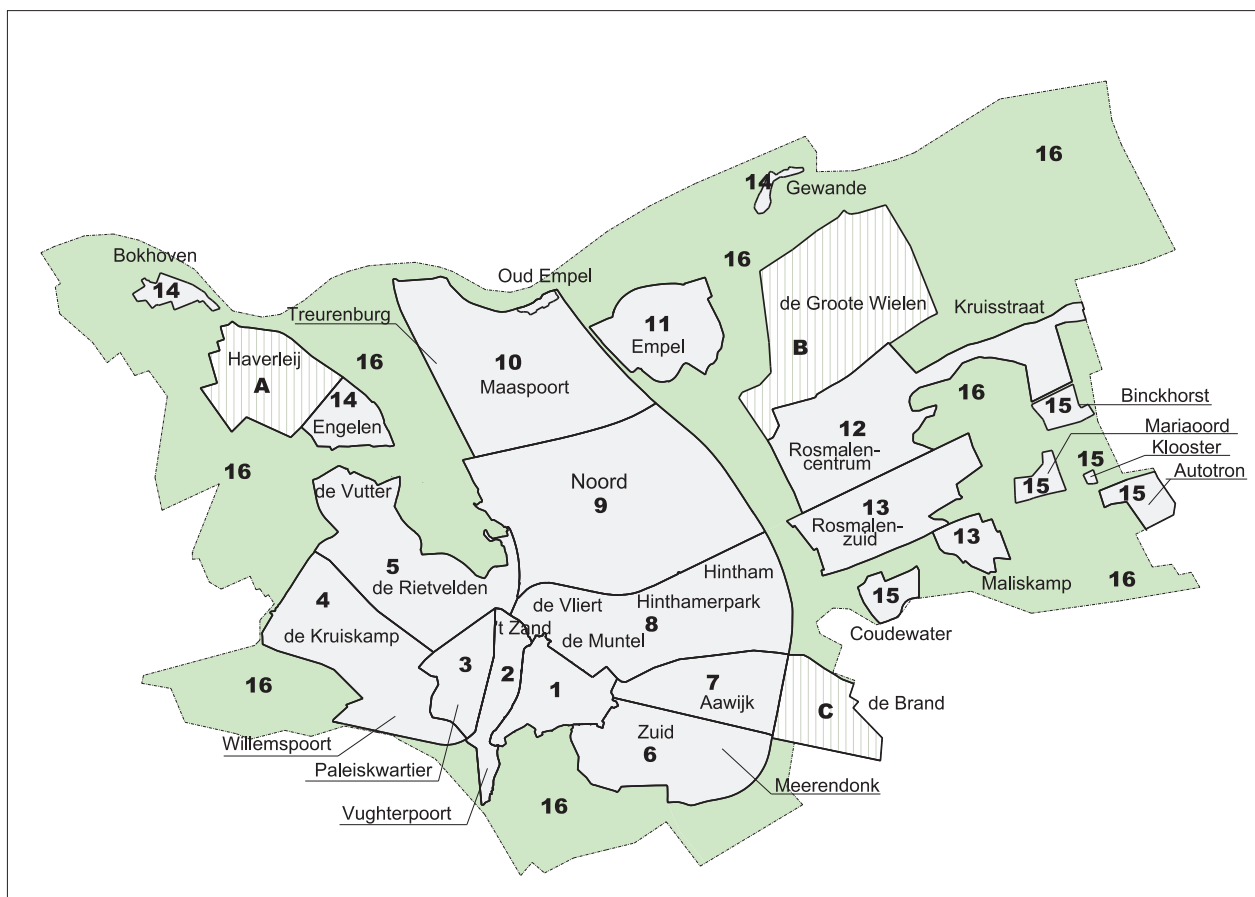 16
14
Gewande
Bokhoven
14
16
Oud Empel
de Groote Wielen
Kruisstraat
Treurenburg
11
Empel
B
Haverleij
A
16
10
Maaspoort
14
Engelen
16
15
Binckhorst
Mariaoord
12
Rosmalen-
centrum
Klooster
15
Autotron
16
de Vutter
Noord
9
15
15
13
Rosmalen-
zuid
13
Maliskamp
16
5
de Rietvelden
Hintham
4
de Kruiskamp
de Vliert
Hinthamerpark
15
Coudewater
't Zand
de Muntel
8
3
2
1
7
Aawijk
16
C
de Brand
Willemspoort
Zuid
6
Paleiskwartier
Meerendonk
Vughterpoort
16